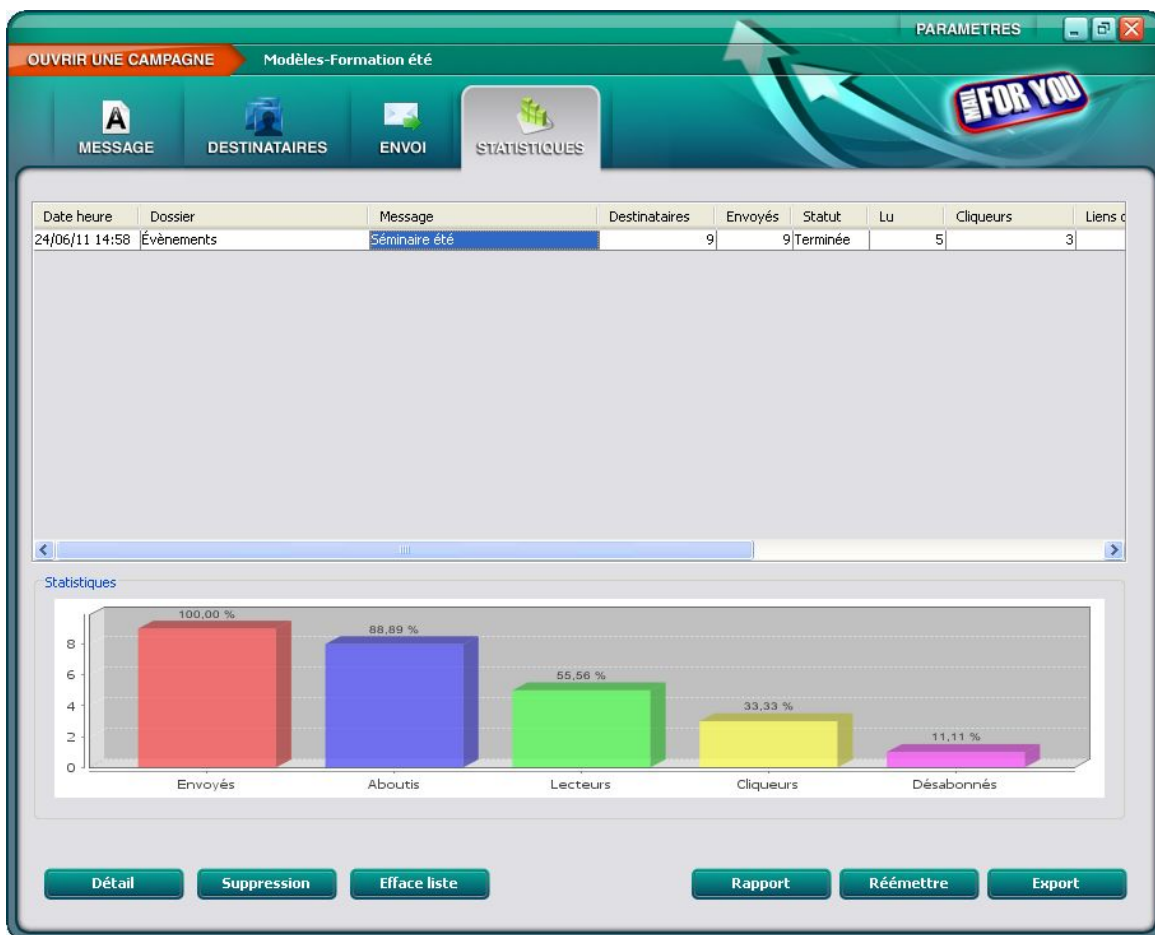 PARAMETRES
OUVRIR UNE CAMPAGNE Modèles-Formation été
MAIL FOR YOU
MESSAGE DESTINATAIRES ENVOI STATISTIQUES
Date heure Dossier Message Destinataires Envoyés Statut Lu Cliqueurs Liens c
24/06/11 14:58 Évènements Séminaire été 9 9 Terminée 5 3
Statistiques
100,00 %
88,89 %
55,56 %
33,33 %
11,11 %
8
6
4
2
0
Envoyés Aboutis Lecteurs Cliqueurs Désabonnés
Détail Suppression Efface liste Rapport Réémettre Export